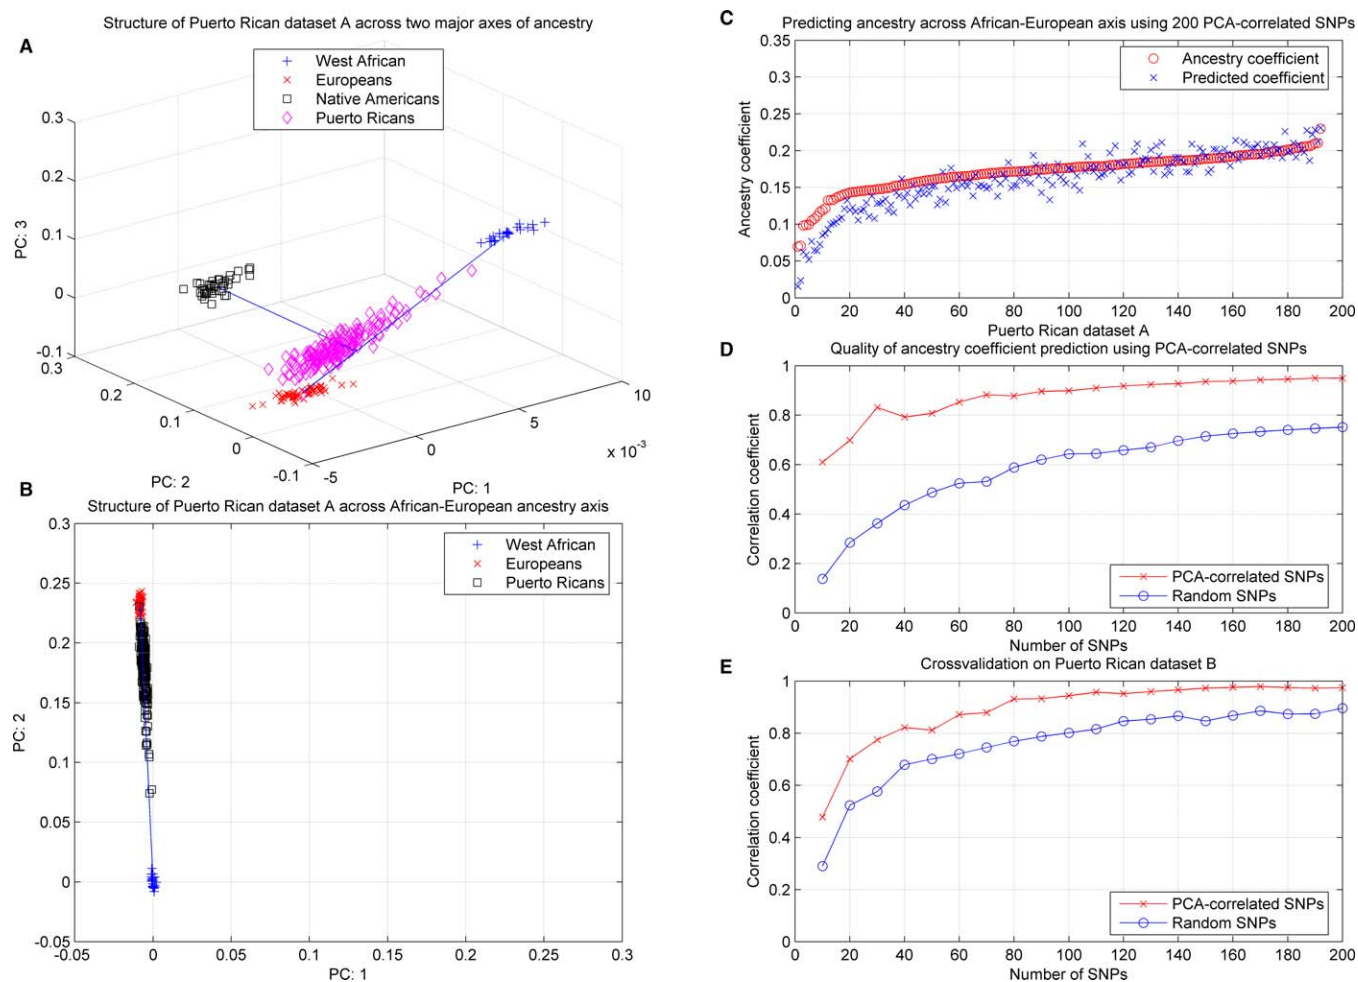 A
Structure of Puerto Rican dataset A across two major axes of ancestry
West African
Europeans
Native Americans
Puerto Ricans
PC: 3
0.3
0.2
0.1
0
-0.1
0.3
0.2
0.1
0
-0.1
PC: 2
-5
0
5
10
x 10⁻³
PC: 1
B
Structure of Puerto Rican dataset A across African-European ancestry axis
West African
Europeans
Puerto Ricans
PC: 2
0.3
0.25
0.2
0.15
0.1
0.05
0
-0.05
-0.05 0 0.05 0.1 0.15 0.2 0.25 0.3
PC: 1
C
Predicting ancestry across African-European axis using 200 PCA-correlated SNPs
Ancestry coefficient
Predicted coefficient
Ancestry coefficient
0.35
0.3
0.25
0.2
0.15
0.1
0.05
0
0 20 40 60 80 100 120 140 160 180 200
Puerto Rican dataset A
D
Quality of ancestry coefficient prediction using PCA-correlated SNPs
Correlation coefficient
1
0.8
0.6
0.4
0.2
0
PCA-correlated SNPs
Random SNPs
0 20 40 60 80 100 120 140 160 180 200
Number of SNPs
E
Crossvalidation on Puerto Rican dataset B
Correlation coefficient
1
0.8
0.6
0.4
0.2
0
PCA-correlated SNPs
Random SNPs
0 20 40 60 80 100 120 140 160 180 200
Number of SNPs